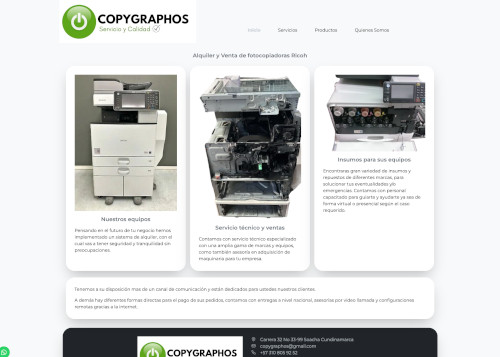 COPYGRAPHOS
Servicio y Calidad
Inicio
Servicios
Productos
Quienes Somos
Alquiler y Venta de fotocopiadoras Ricoh
Nuestros equipos
Pensando en el futuro de tu negocio hemos
implementado un sistema de alquiler, con el
cual vas a tener seguridad y tranquilidad sin
preocupaciones.
Servicio técnico y ventas
Contamos con servicio técnico especializado
con una amplia gama de marcas y equipos,
como también asesoría en adquisición de
maquinaria para tu empresa.
Insumos para sus equipos
Encontraras gran variedad de insumos y
repuestos de diferentes marcas, para
solucionar tus eventualidades y/o
emergencias. Contamos con personal
capacitado para guiarte y ayudarte ya sea de
forma virtual o presencial según el caso
requerido.
Tenemos a su disposición mas de un canal de comunicación y están dedicados para ustedes nuestros clientes.
A demás hay diferentes formas directas para el pago de sus pedidos, contamos con entregas a nivel nacional, asesorías por video llamada y configuraciones
remotas gracias a la internet.
COPYGRAPHOS
Carrera 32 No 33-99 Soacha Cundinamarca
copygraphos@gmail.com
+57 310 805 92 52